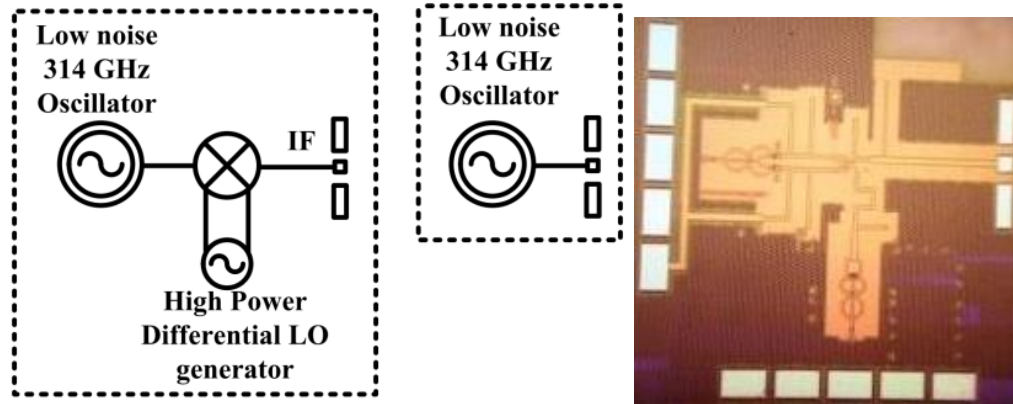 Low noise
314 GHz
Oscillator
IF
High Power
Differential LO
generator
Low noise
314 GHz
Oscillator